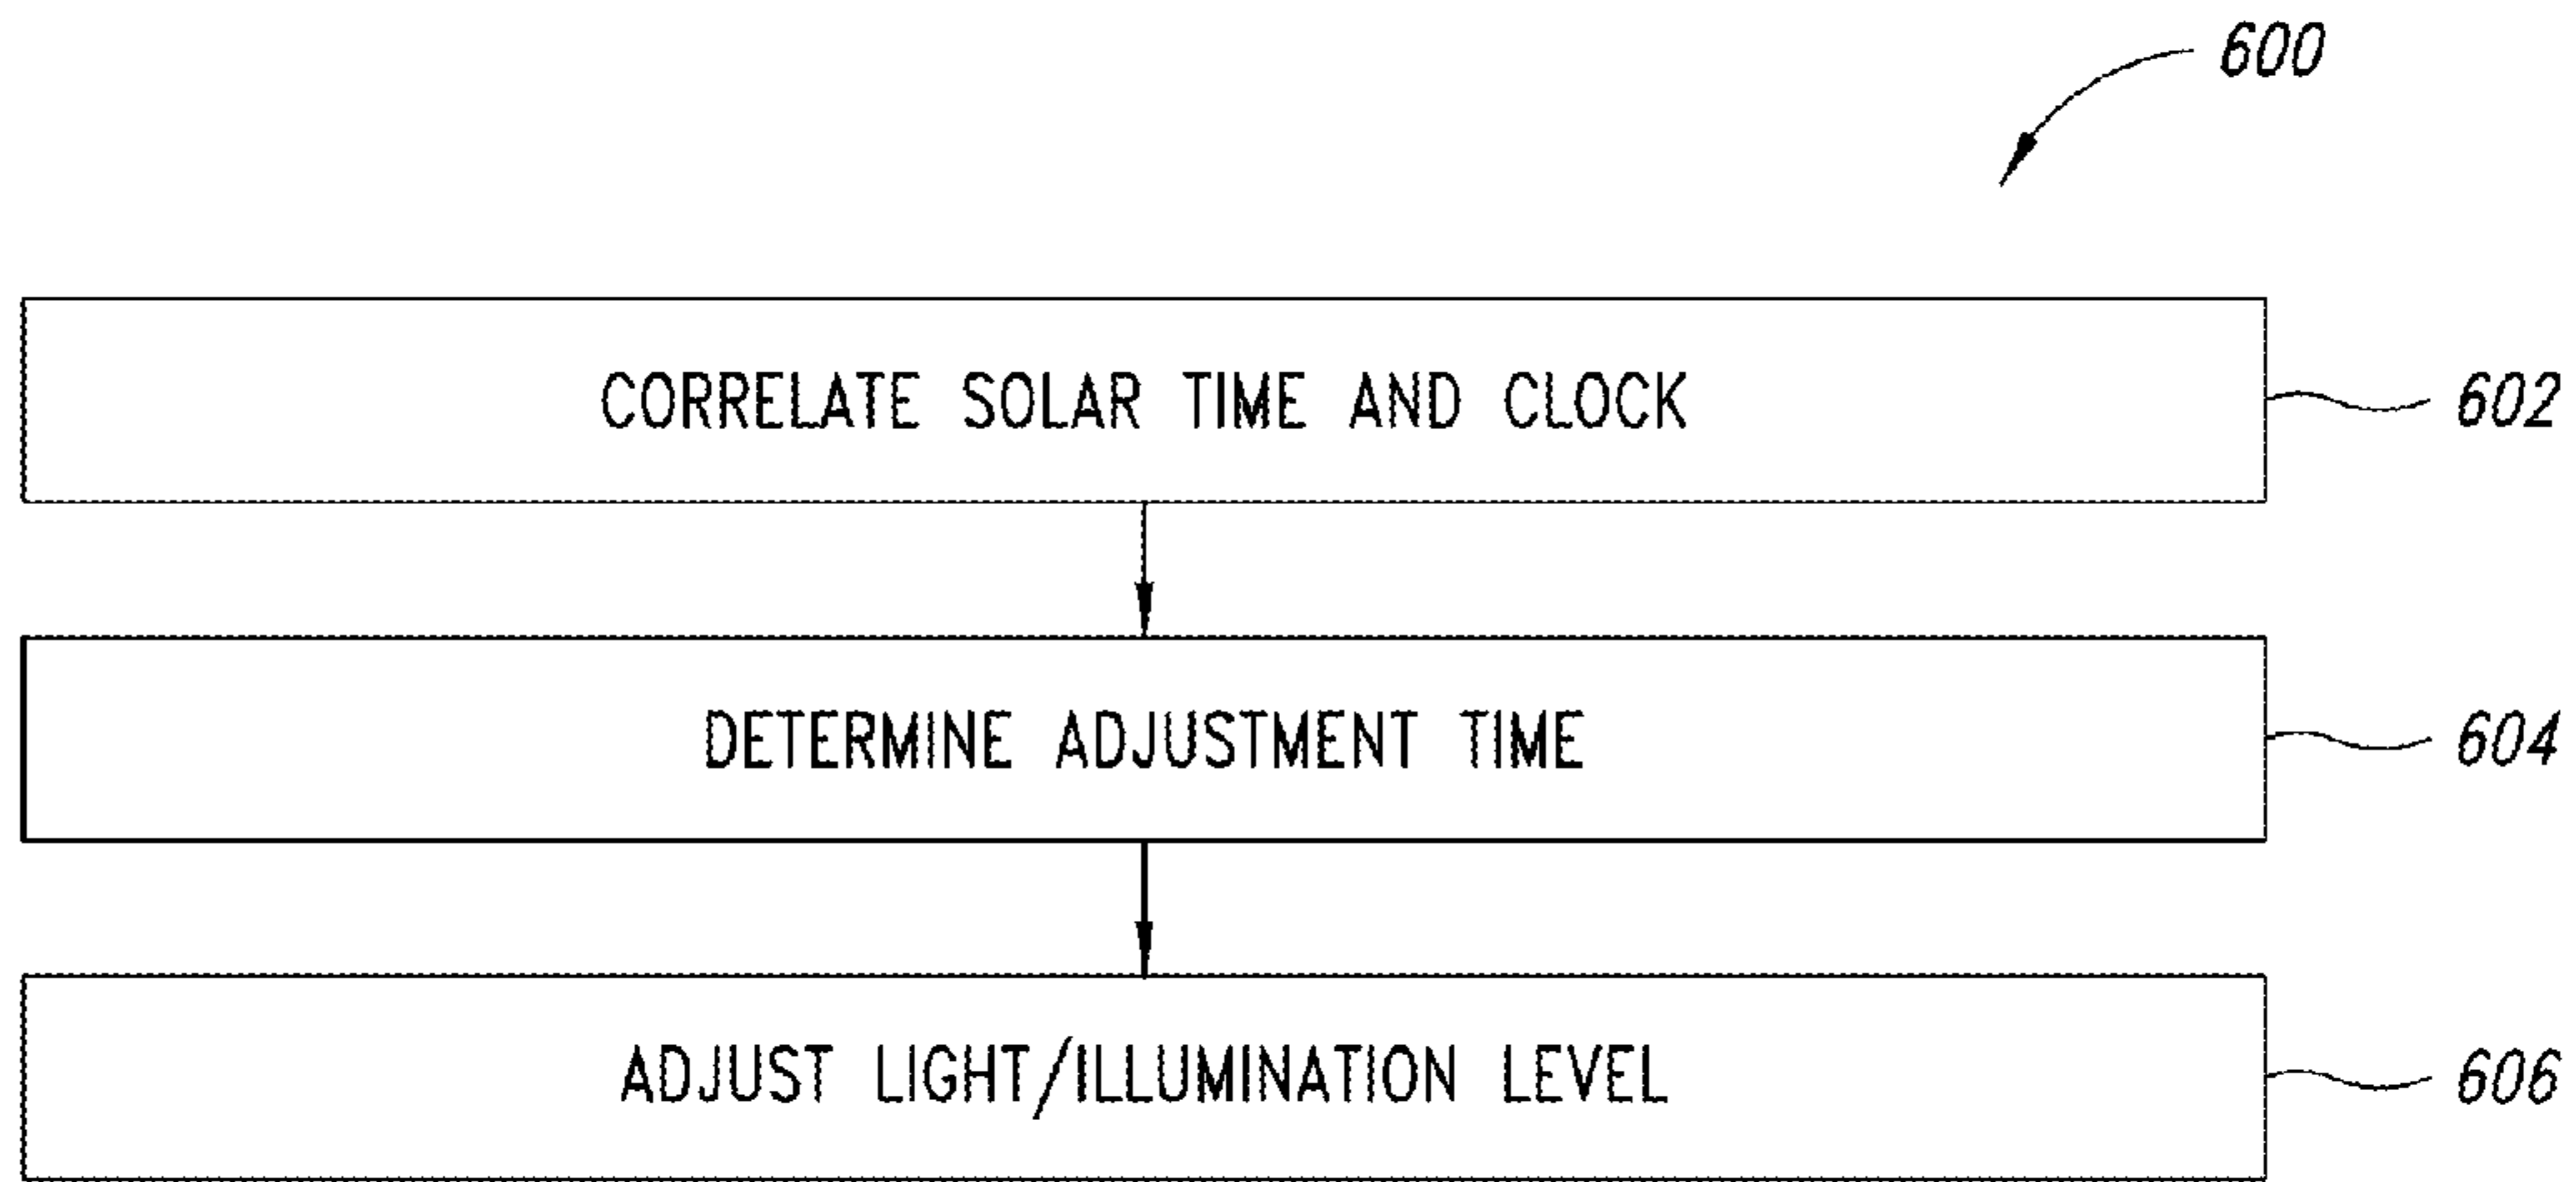 600
CORRELATE SOLAR TIME AND CLOCK
602
DETERMINE ADJUSTMENT TIME
604
ADJUST LIGHT/ILLUMINATION LEVEL
606